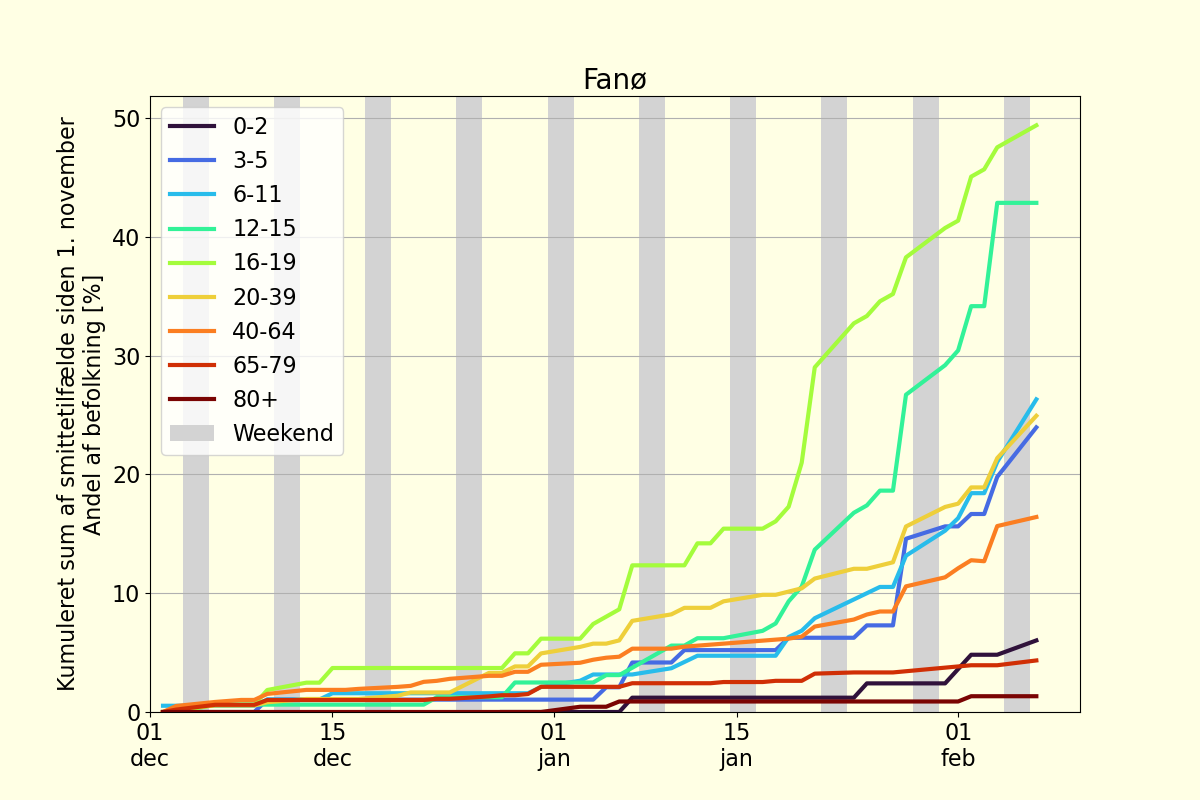 Fanø
Kumuleret sum af smittetilfælde siden 1. november
Andel af befolkning [%]
50
40
30
20
10
0
0-2
3-5
6-11
12-15
16-19
20-39
40-64
65-79
80+
Weekend
01
dec
15
dec
01
jan
15
jan
01
feb